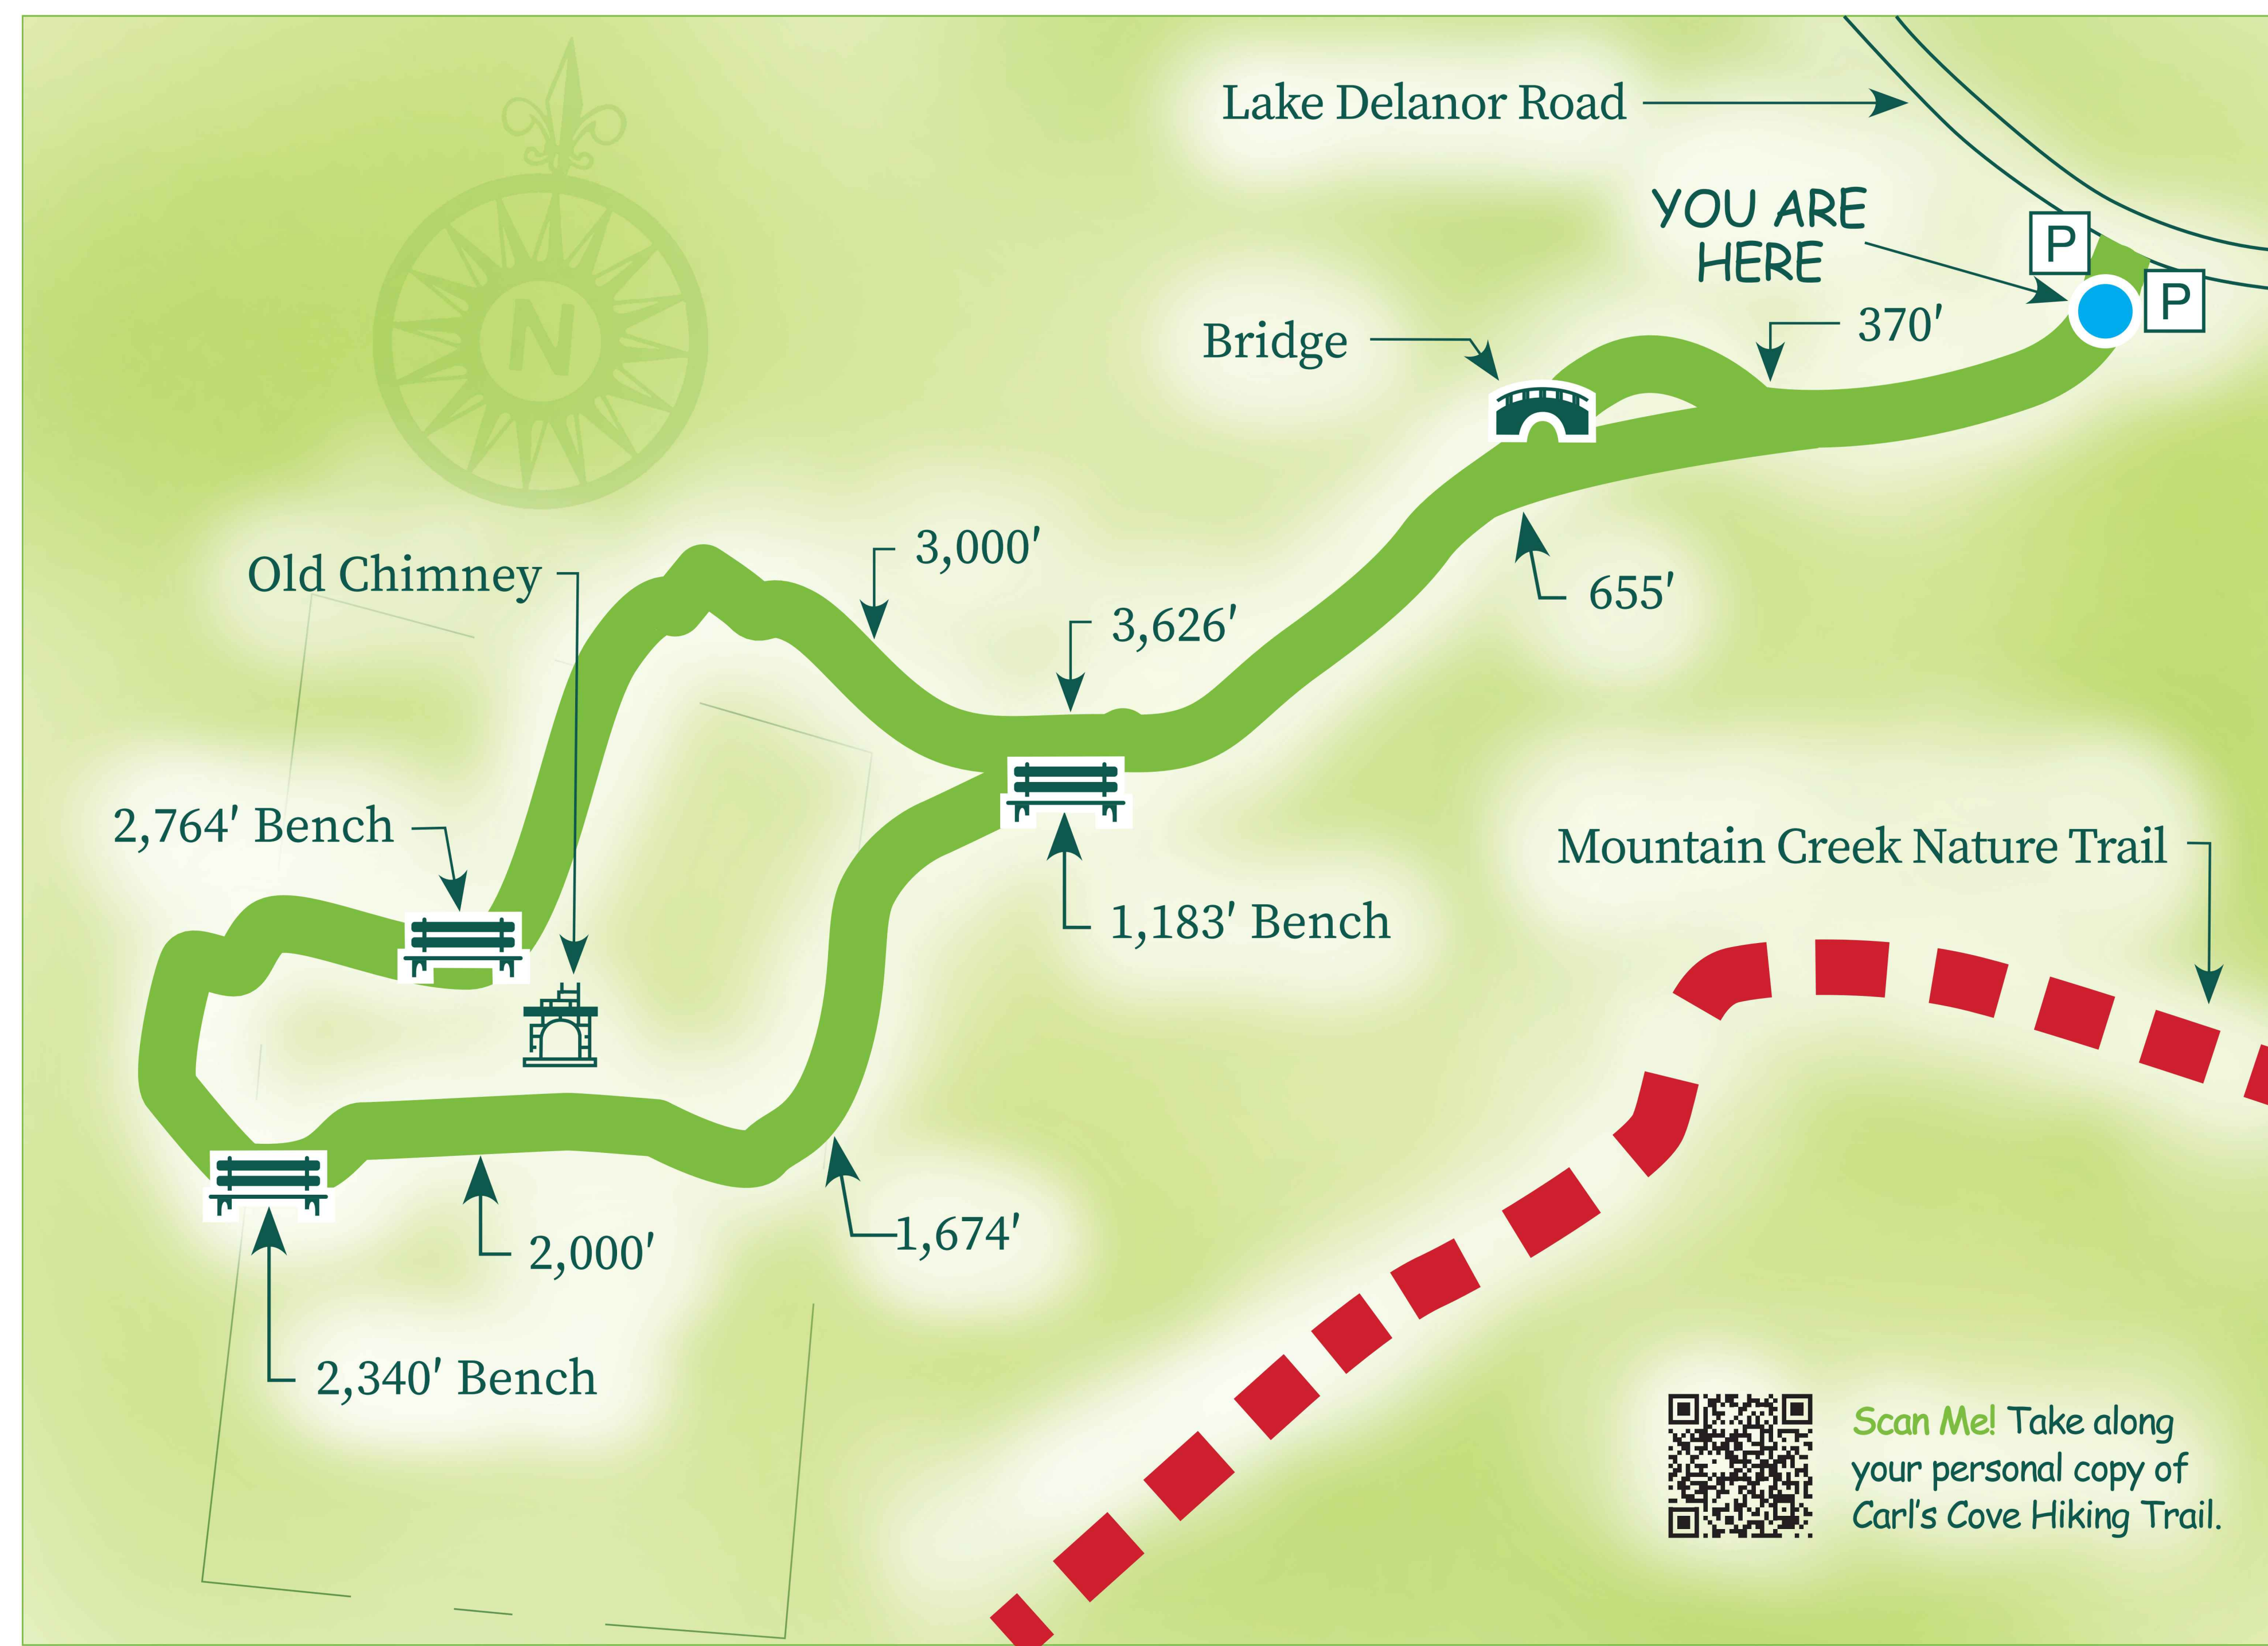 Lake Delanor Road
YOU ARE
HERE
P
P
370′
Bridge
N
3,000′
Old Chimney
655′
3,626′
2,764′ Bench
Mountain Creek Nature Trail
1,183′ Bench
1,674′
2,000′
2,340′ Bench
Scan Me! Take along
your personal copy of
Carl's Cove Hiking Trail.